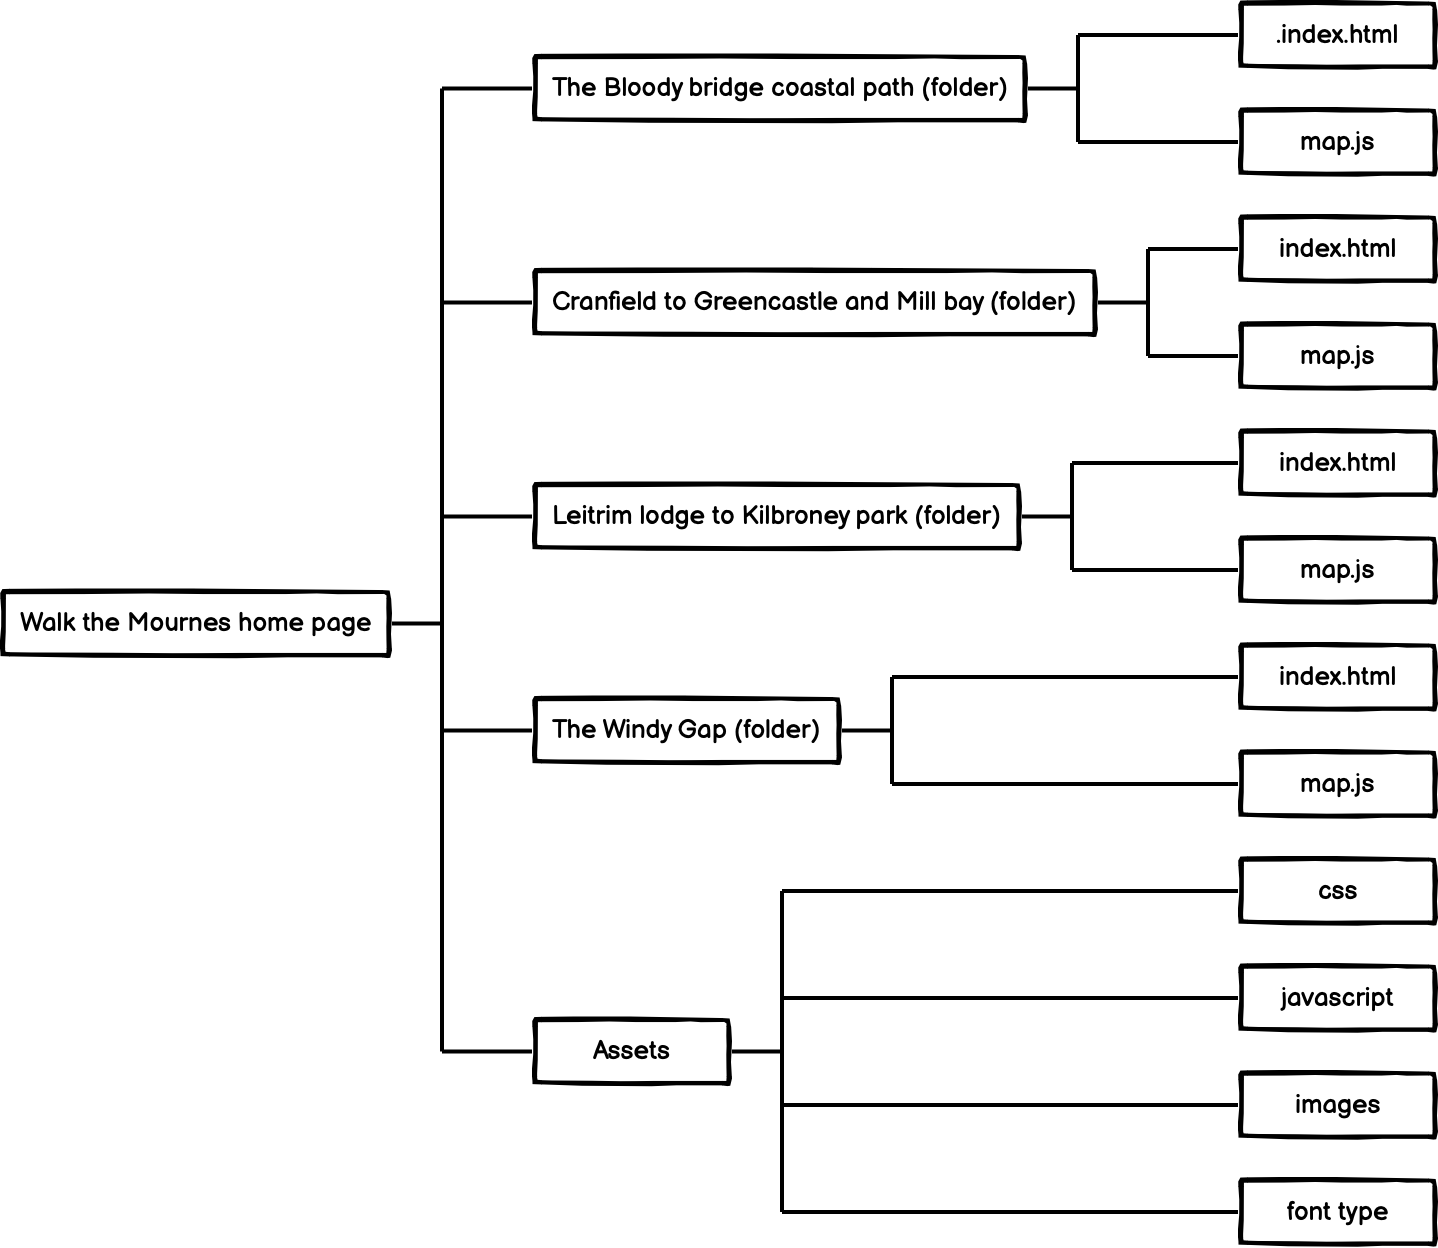 Walk the Mournes home page
The Bloody bridge coastal path (folder)
.index.html
map.js
Cranfield to Greencastle and Mill bay (folder)
index.html
map.js
Leitrim lodge to Kilbroney park (folder)
index.html
map.js
The Windy Gap (folder)
index.html
map.js
Assets
css
javascript
images
font type